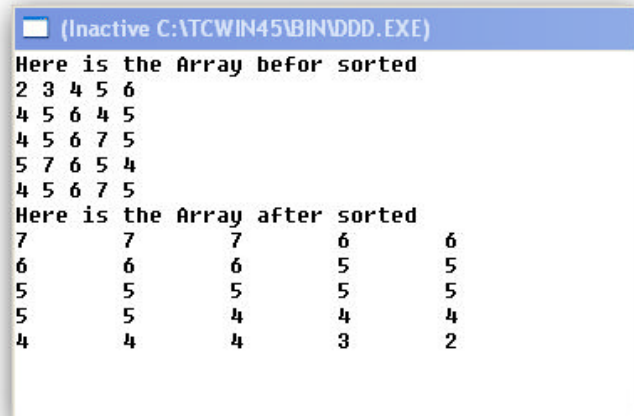 (Inactive C:\TCWIN45\BIN\DDD.EXE)
Here is the Array befor sorted
2 3 4 5 6
4 5 6 4 5
4 5 6 7 5
5 7 6 5 4
4 5 6 7 5
Here is the Array after sorted
7 7 7 6 6
6 6 6 5 5
5 5 5 5 5
5 5 4 4 4
4 4 4 3 2